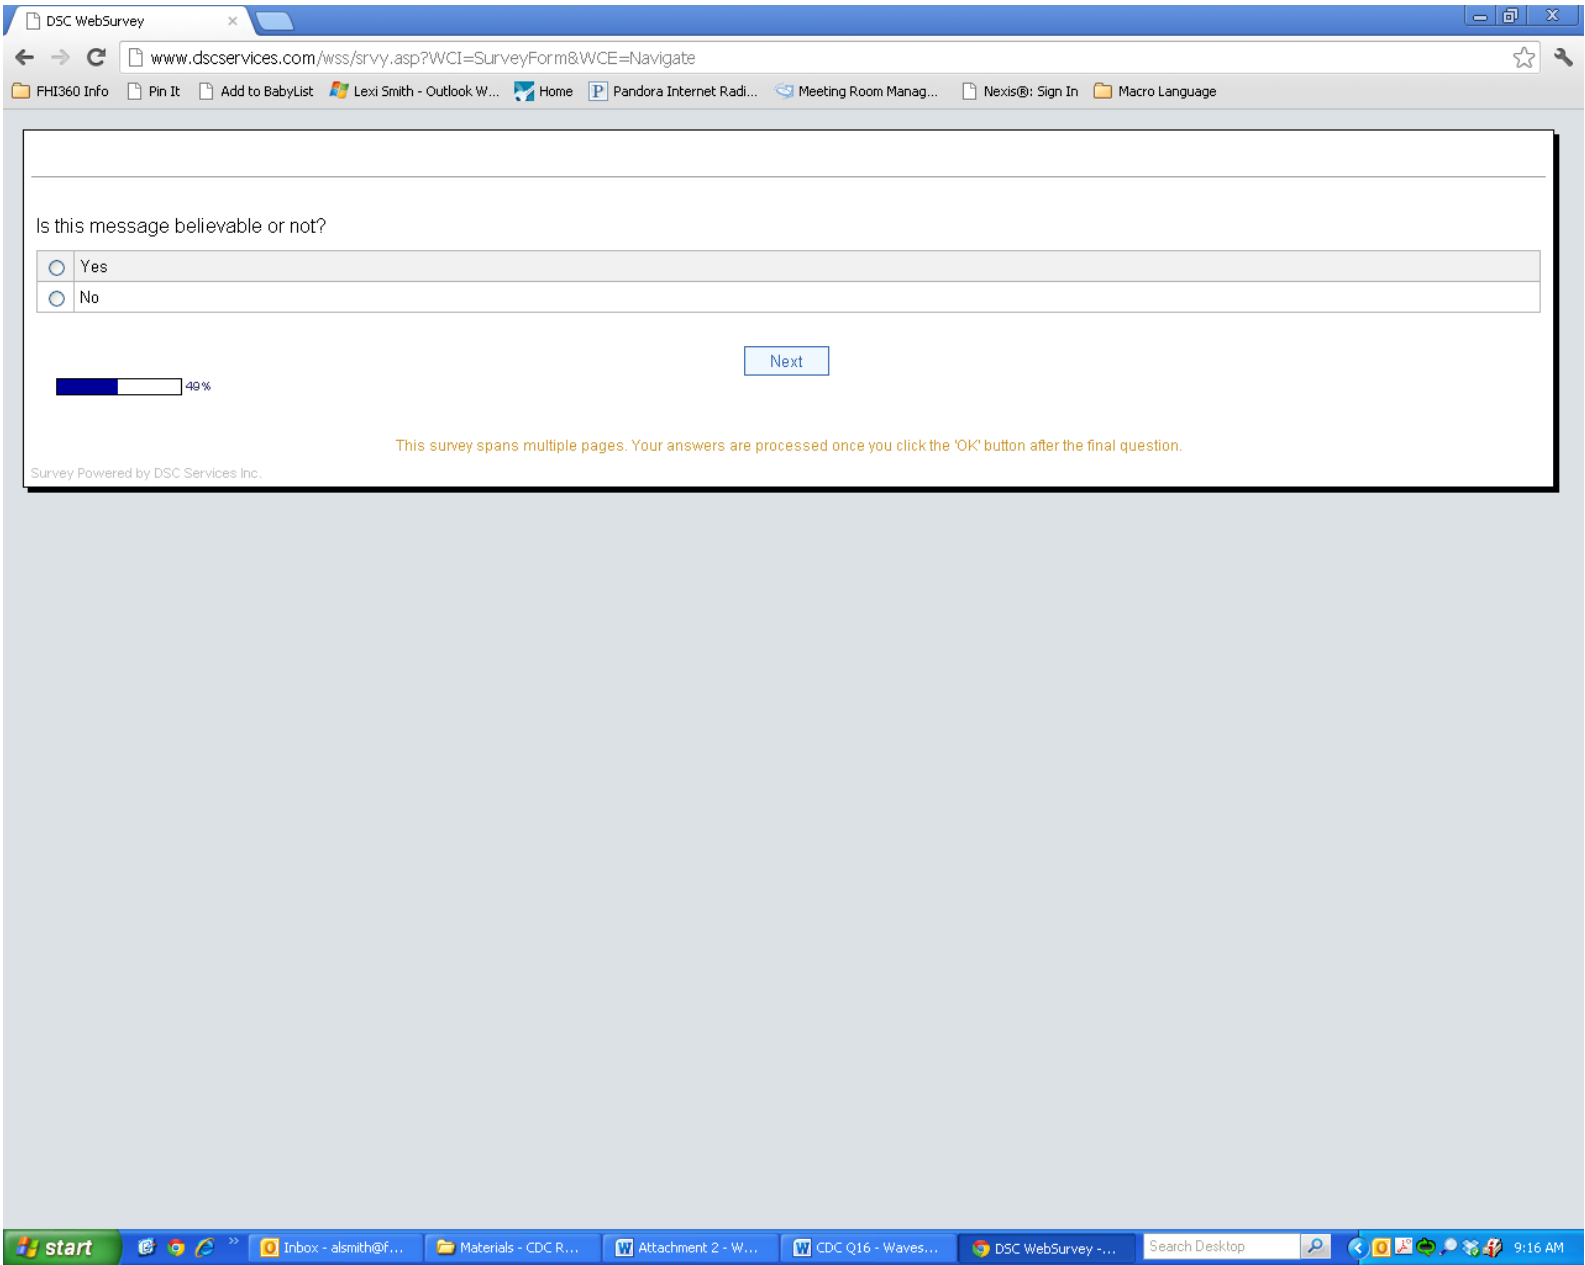 DSC WebSurvey
www.dscservices.com/wss/srvy.asp?WCI=SurveyForm&WCE=Navigate
FHI360 Info Pin It Add to BabyList Lexi Smith - Outlook W... Home Pandora Internet Radi... Meeting Room Manag... Nexis®: Sign In Macro Language
Is this message believable or not?
Yes
No
Next
49%
This survey spans multiple pages. Your answers are processed once you click the 'OK' button after the final question.
Survey Powered by DSC Services Inc.
start Inbox - alsmith@f... Materials - CDC R... Attachment 2 - W... CDC Q16 - Waves... DSC WebSurvey -... Search Desktop 9:16 AM